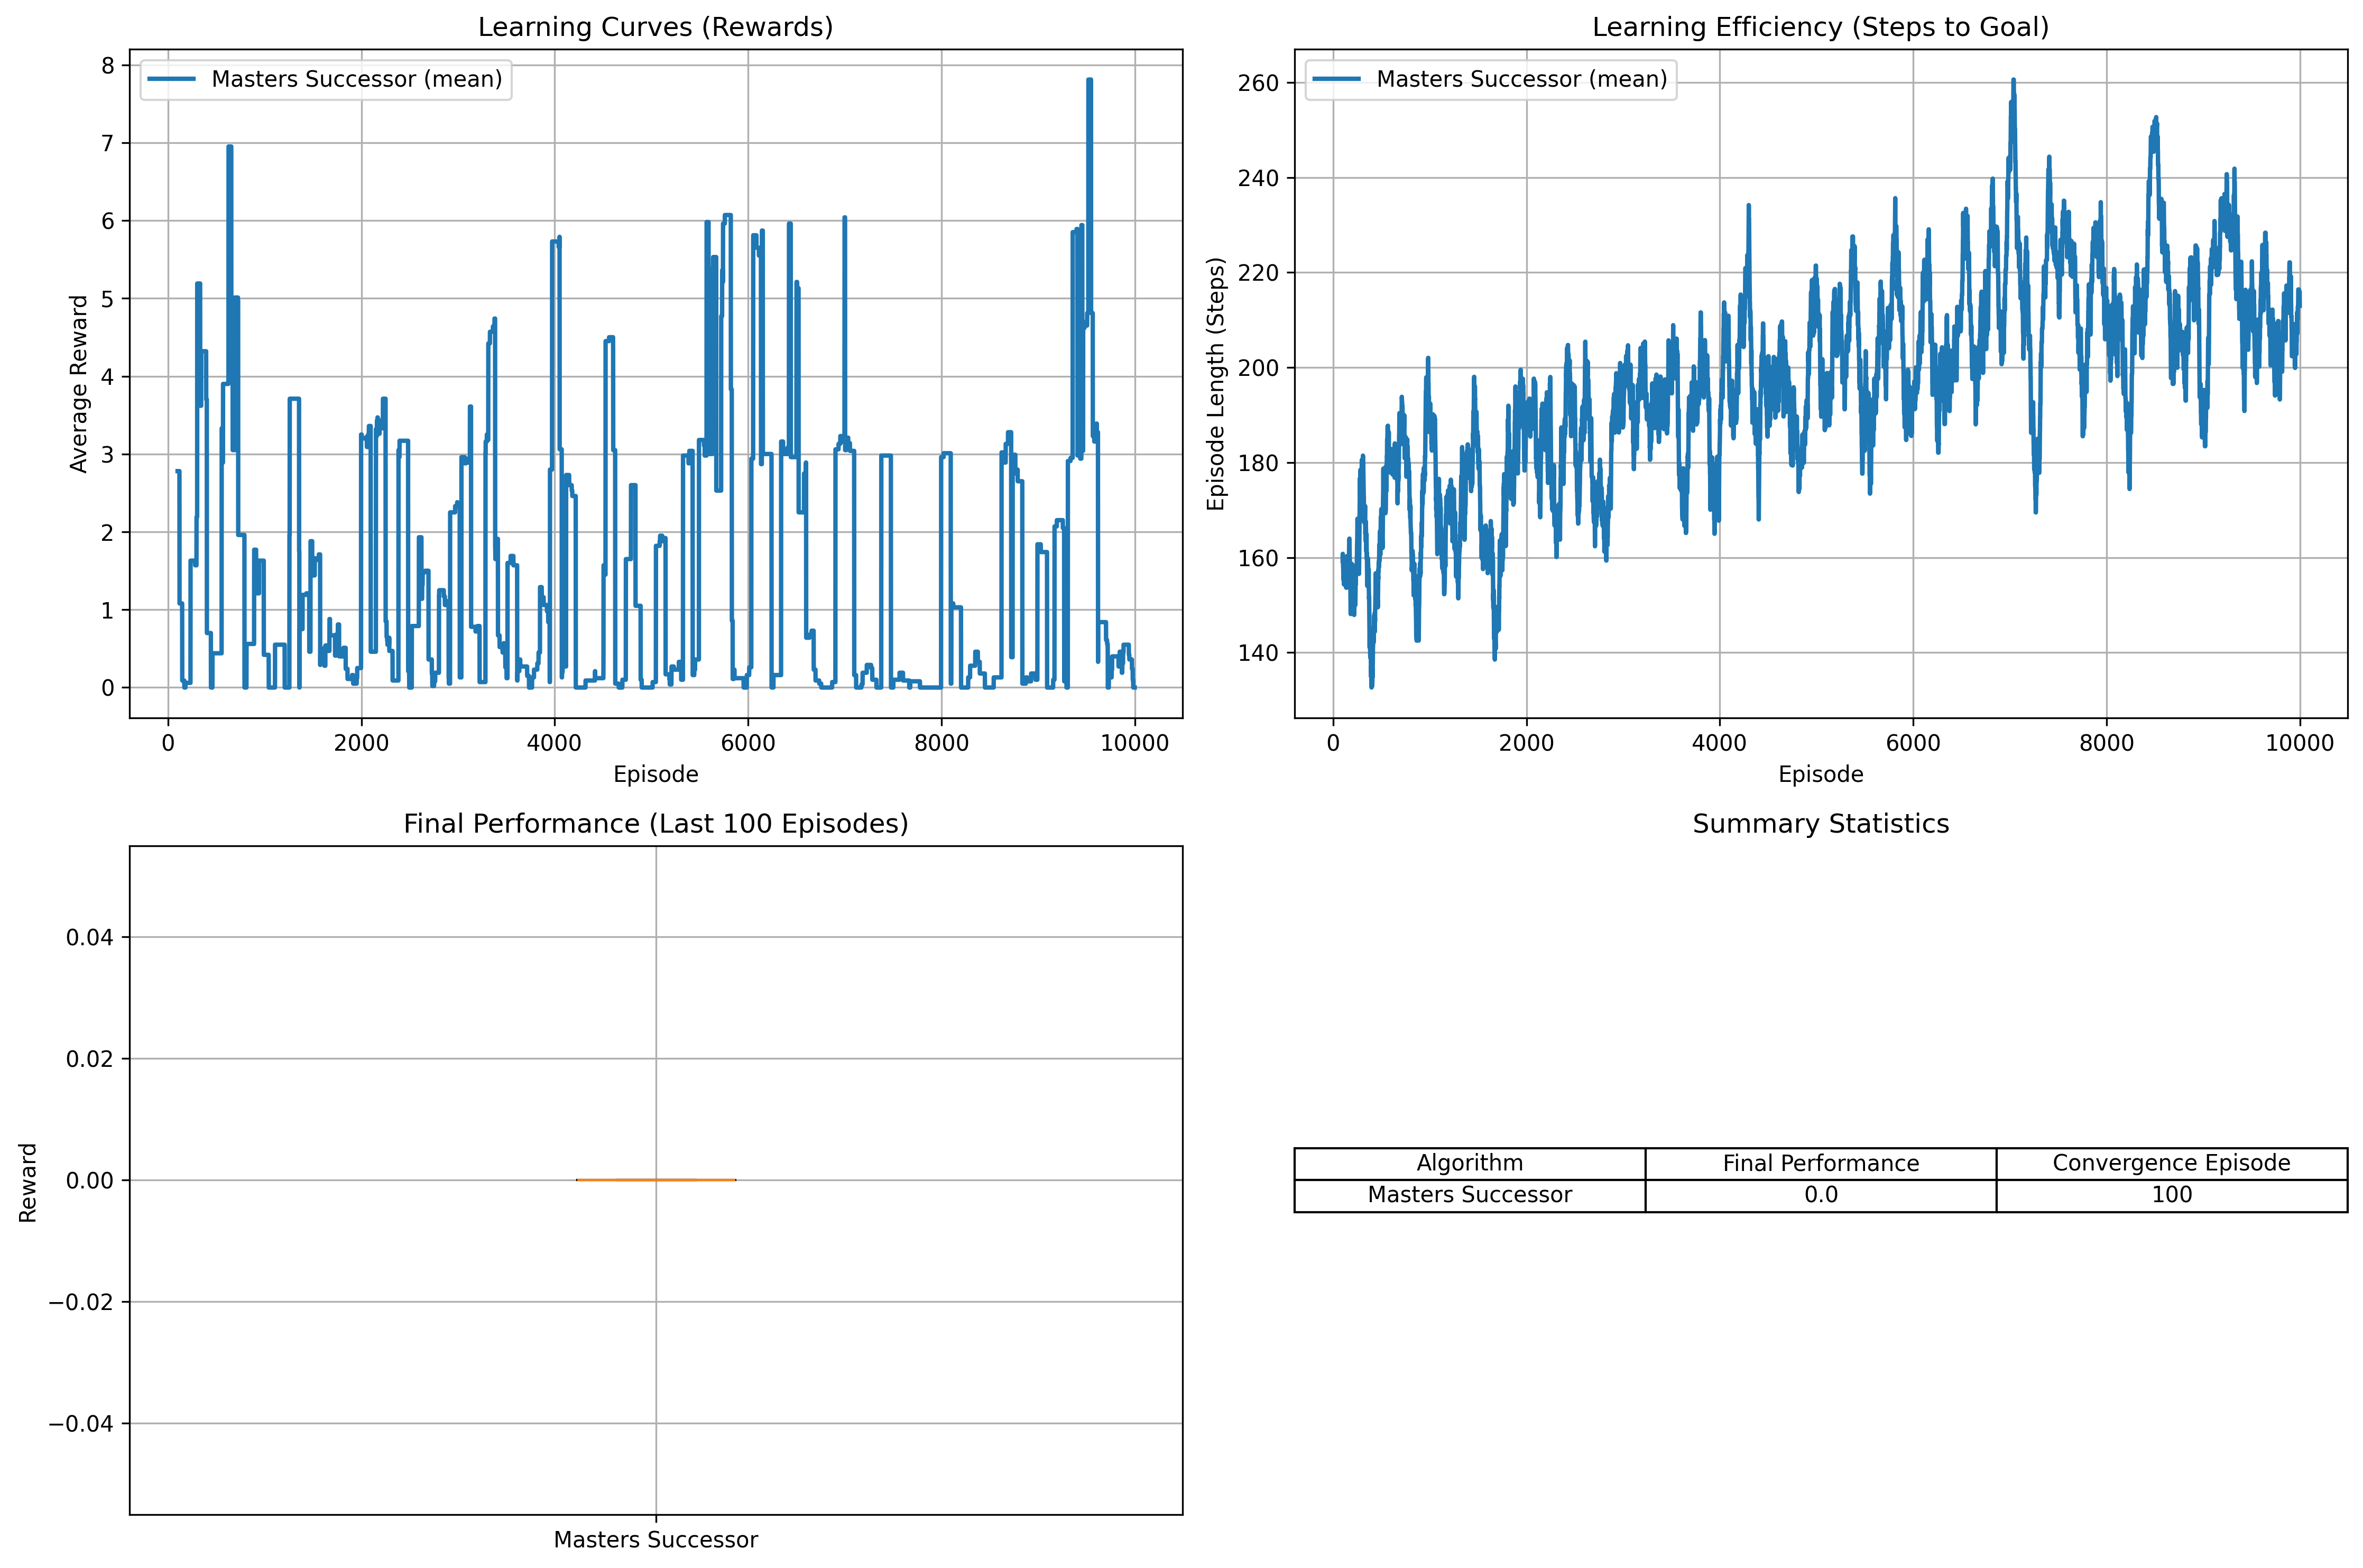 Learning Curves (Rewards)
Masters Successor (mean)
Average Reward
8
7
6
5
4
3
2
1
0
0 2000 4000 6000 8000 10000
Episode
Learning Efficiency (Steps to Goal)
Masters Successor (mean)
Episode Length (Steps)
260
240
220
200
180
160
140
0 2000 4000 6000 8000 10000
Episode
Final Performance (Last 100 Episodes)
Reward
0.04
0.02
0.00
−0.02
−0.04
Masters Successor
Summary Statistics
Algorithm Final Performance Convergence Episode
Masters Successor 0.0 100